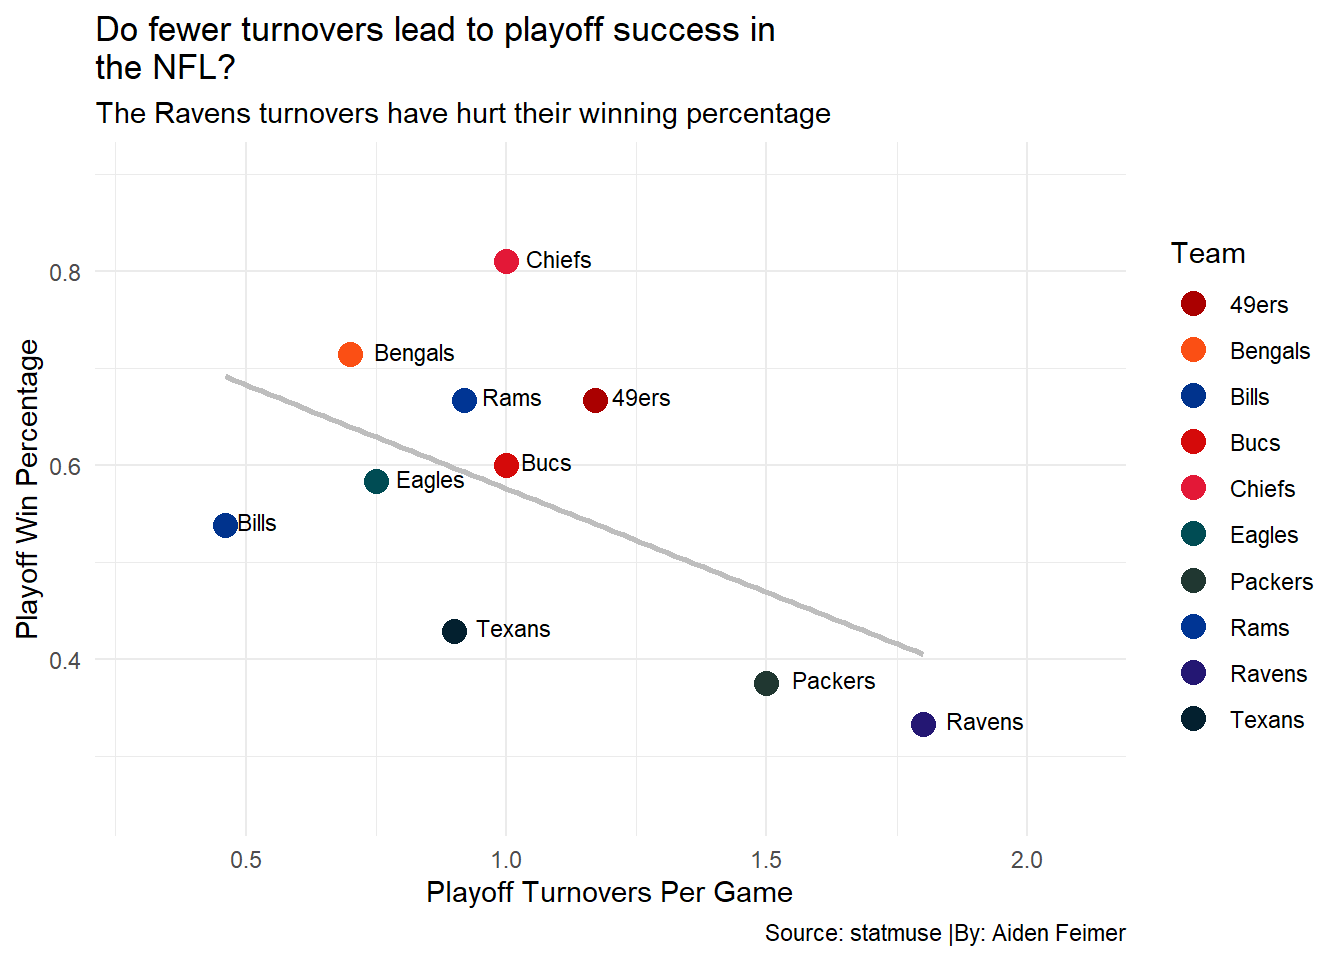 Do fewer turnovers lead to playoff success in
the NFL?
The Ravens turnovers have hurt their winning percentage
Playoff Win Percentage
0.8
0.6
0.4
Chiefs
Bengals
Rams
49ers
Bucs
Eagles
Bills
Texans
Packers
Ravens
0.5 1.0 1.5 2.0
Playoff Turnovers Per Game
Team
49ers
Bengals
Bills
Bucs
Chiefs
Eagles
Packers
Rams
Ravens
Texans
Source: statmuse |By: Aiden Feimer